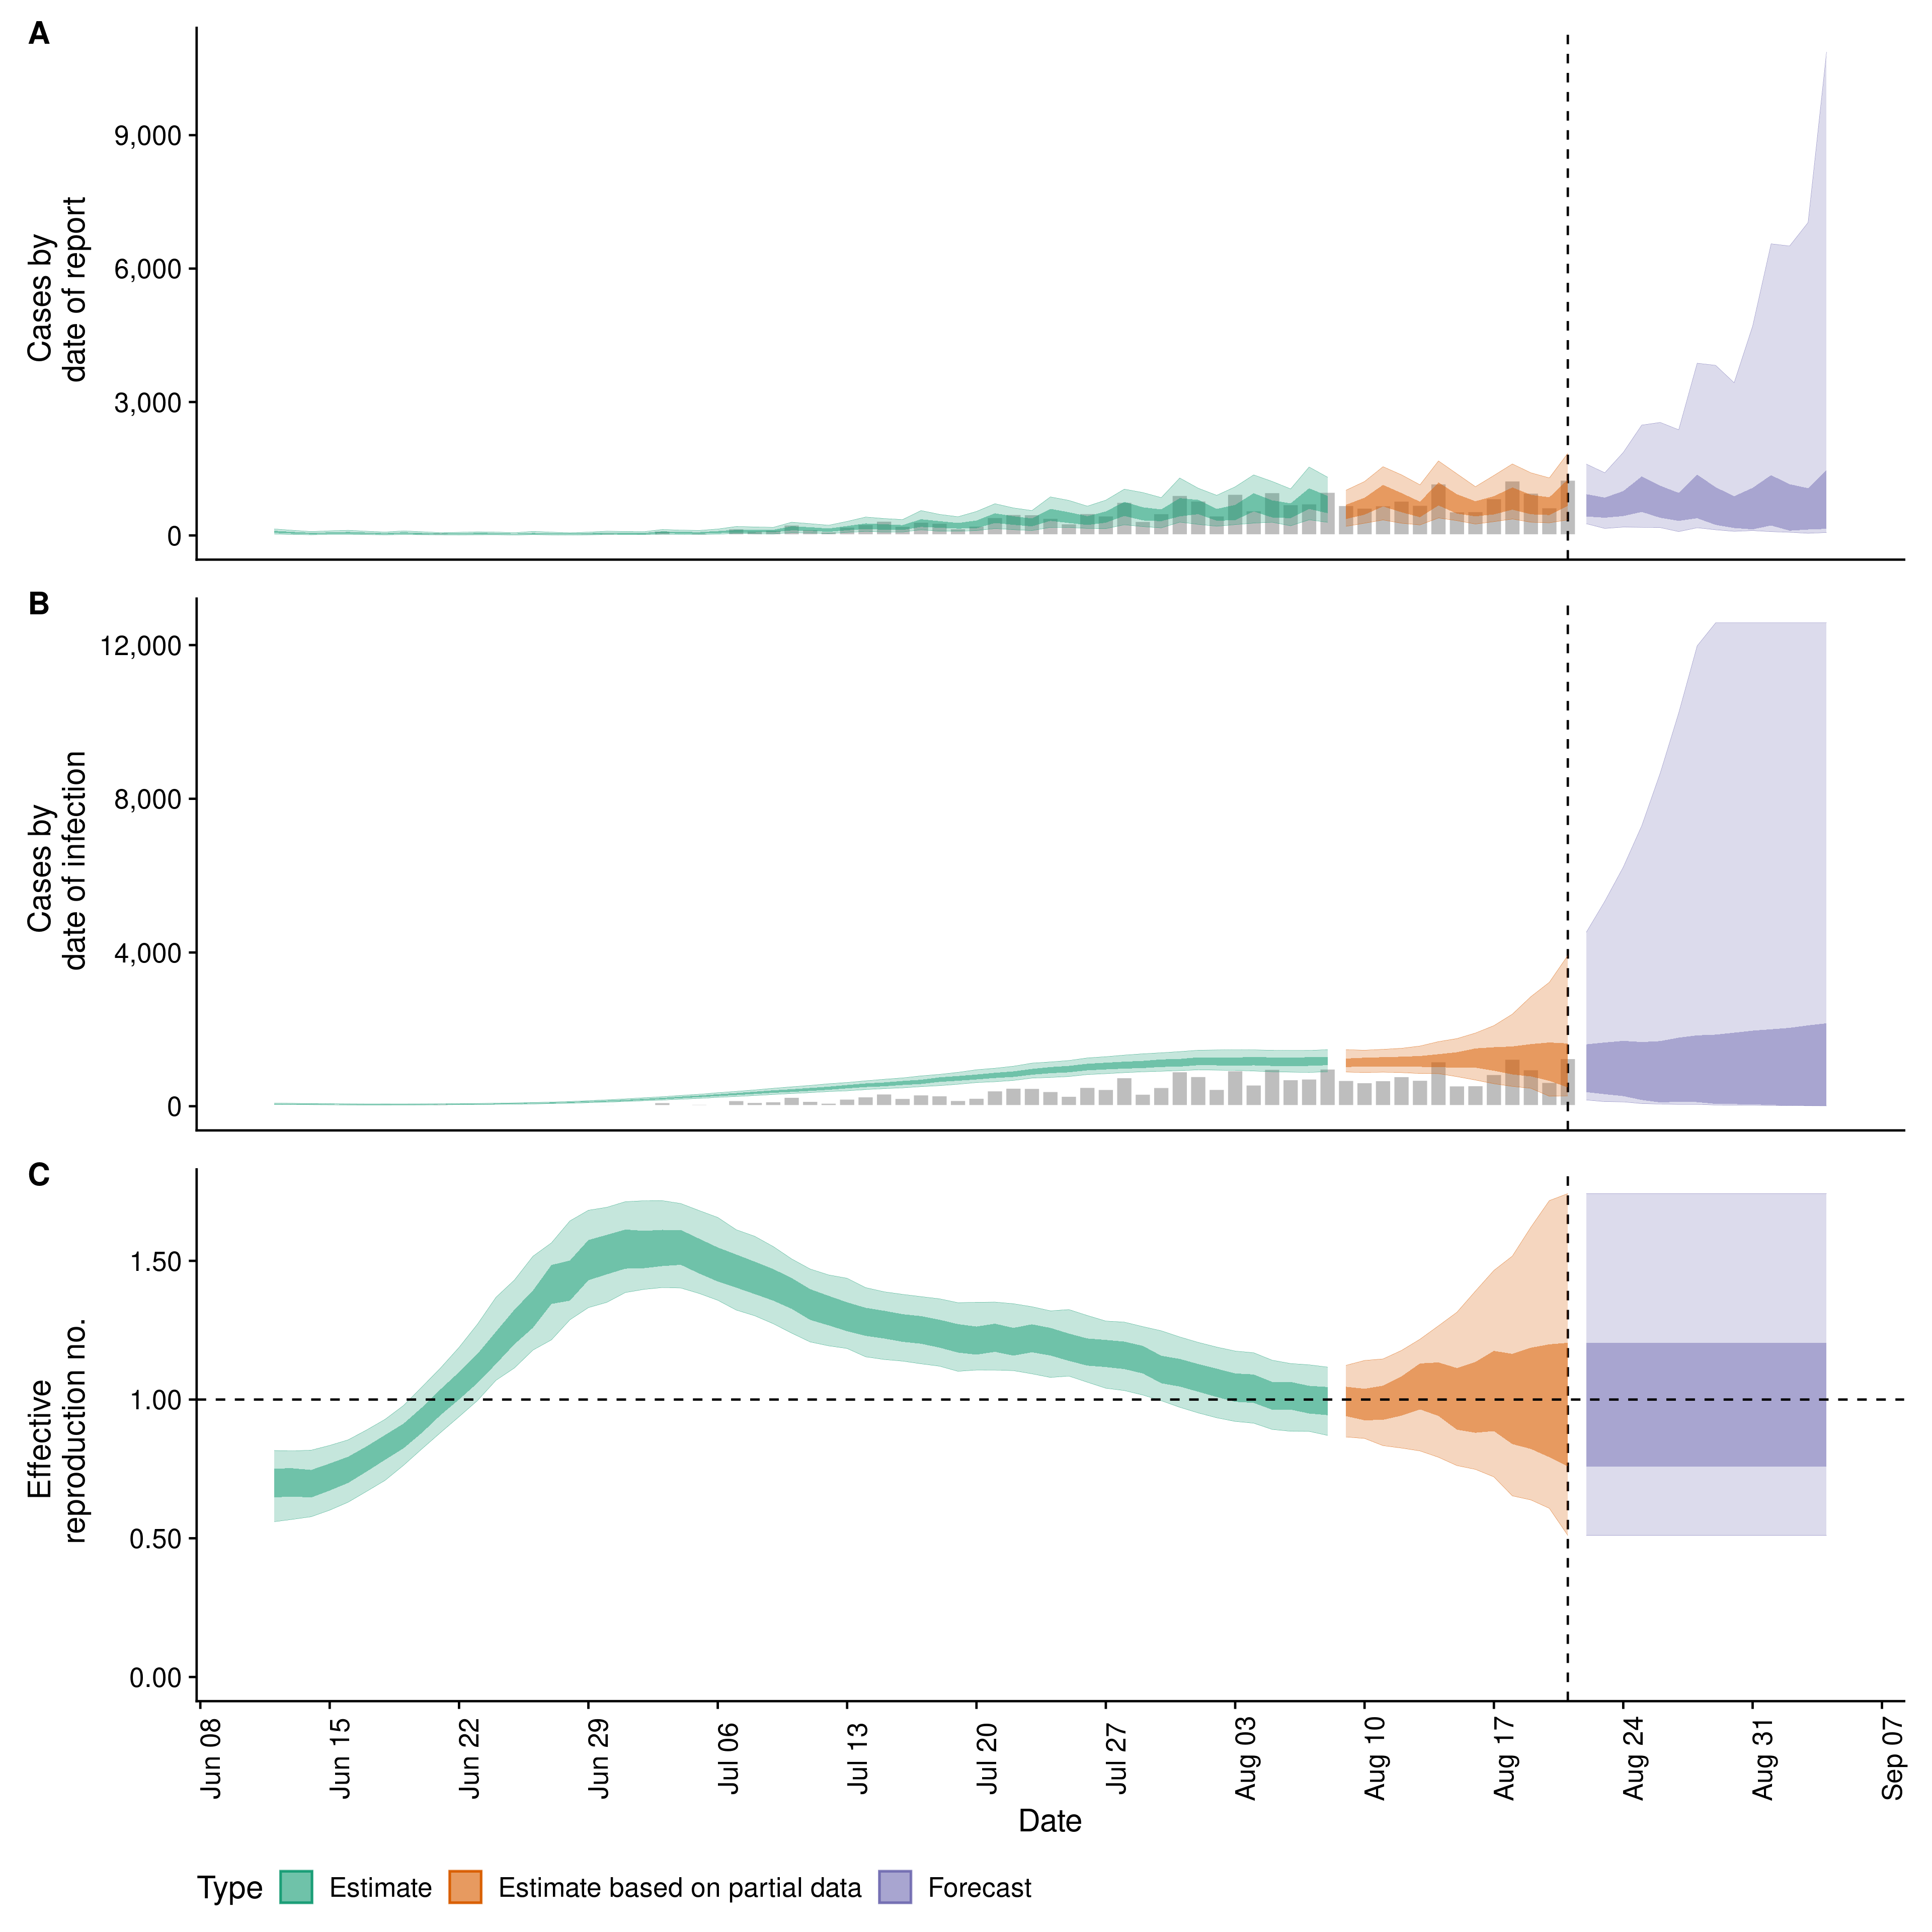 A
Cases by
date of report
9,000
6,000
3,000
0
B
Cases by
date of infection
12,000
8,000
4,000
0
C
Effective
reproduction no.
1.50
1.00
0.50
0.00
Jun 08
Jun 15
Jun 22
Jun 29
Jul 06
Jul 13
Jul 20
Jul 27
Aug 03
Aug 10
Aug 17
Aug 24
Aug 31
Sep 07
Date
Type Estimate Estimate based on partial data Forecast